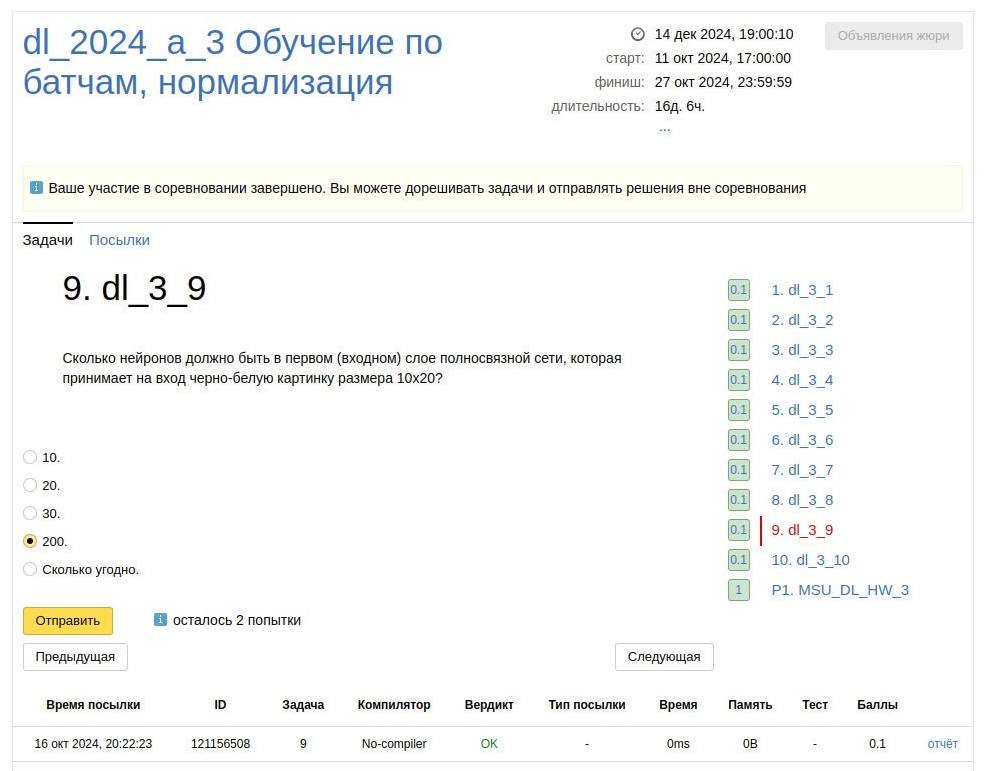 dl_2024_a_3 Обучение по
батчам, нормализация
14 дек 2024, 19:00:10
старт: 11 окт 2024, 17:00:00
финиш: 27 окт 2024, 23:59:59
длительность: 16д. 6ч.
...
Объявления жюри
Ваше участие в соревновании завершено. Вы можете дорешивать задачи и отправлять решения вне соревнования
Задачи Посылки
9. dl_3_9
Сколько нейронов должно быть в первом (входном) слое полносвязной сети, которая
принимает на вход черно-белую картинку размера 10x20?
10.
20.
30.
200.
Сколько угодно.
Отправить осталось 2 попытки
Предыдущая Следующая
0.1 1. dl_3_1
0.1 2. dl_3_2
0.1 3. dl_3_3
0.1 4. dl_3_4
0.1 5. dl_3_5
0.1 6. dl_3_6
0.1 7. dl_3_7
0.1 8. dl_3_8
0.1 9. dl_3_9
0.1 10. dl_3_10
1 P1. MSU_DL_HW_3
Время посылки ID Задача Компилятор Вердикт Тип посылки Время Память Тест Баллы
16 окт 2024, 20:22:23 121156508 9 No-compiler OK - 0ms 0B - 0.1 отчёт